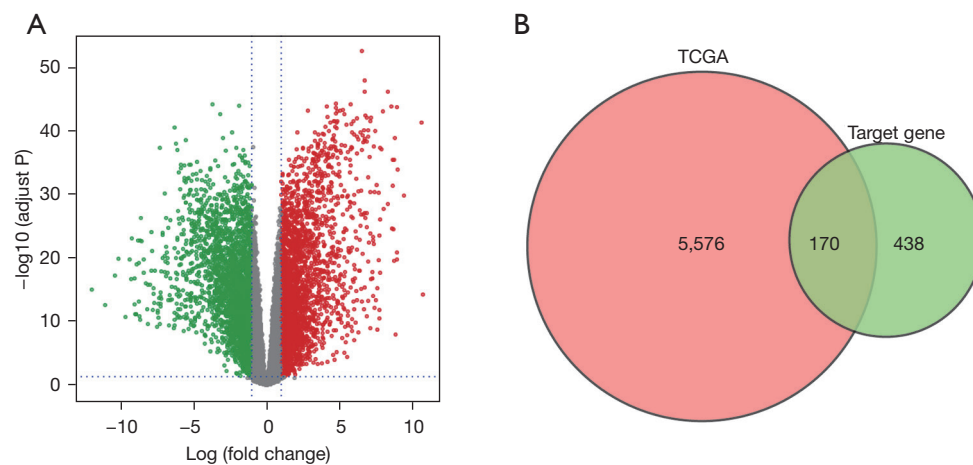 A
50
40
30
20
10
0
−log10 (adjust P)
−10 −5 0 5 10
Log (fold change)
B
TCGA
Target gene
5,576 170 438